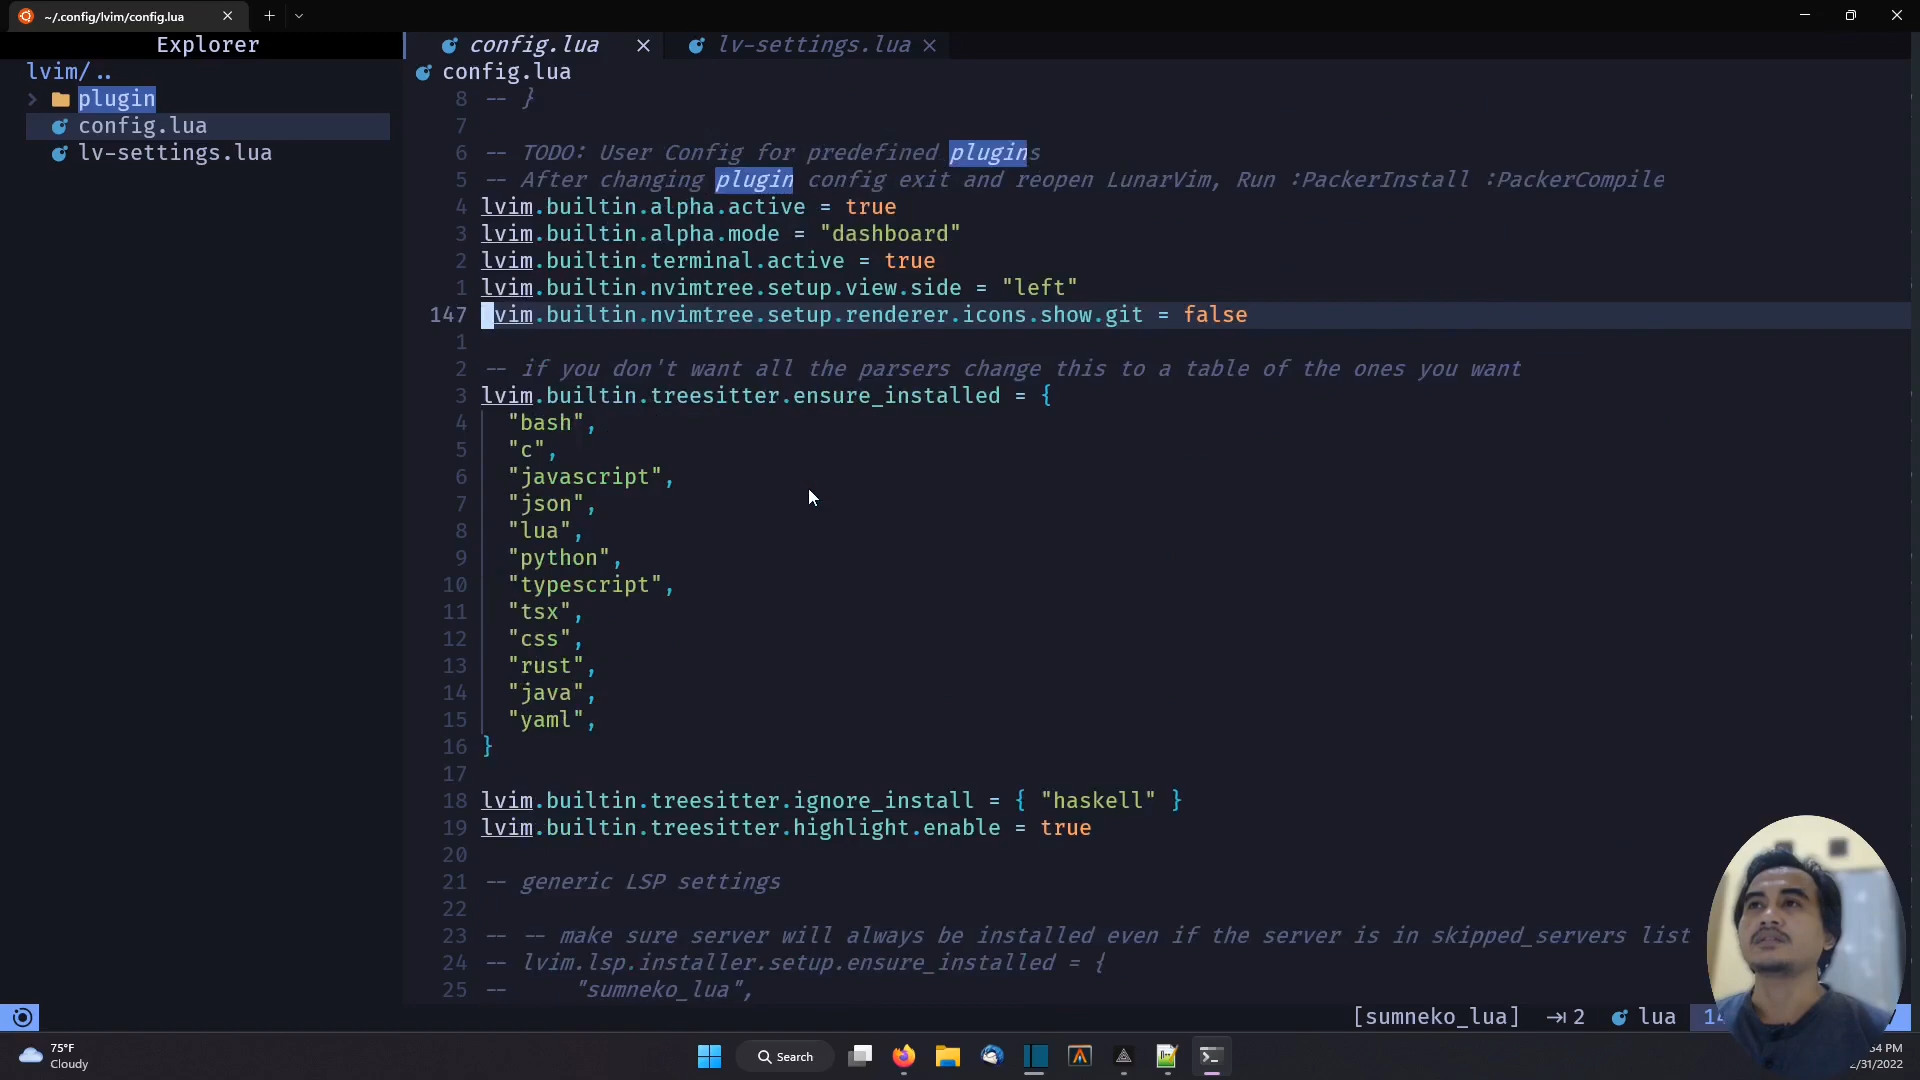 ~/.config/lvim/config.lua
Explorer
config.lua
lv-settings.lua
lvim/..
config.lua
plugin
config.lua
lv-settings.lua
8 -- }
7
6 -- TODO: User Config for predefined plugins
5 -- After changing plugin config exit and reopen LunarVim, Run :PackerInstall :PackerCompile
4 lvim.builtin.alpha.active = true
3 lvim.builtin.alpha.mode = "dashboard"
2 lvim.builtin.terminal.active = true
1 lvim.builtin.nvimtree.setup.view.side = "left"
147 lvim.builtin.nvimtree.setup.renderer.icons.show.git = false
1
2 -- if you don't want all the parsers change this to a table of the ones you want
3 lvim.builtin.treesitter.ensure_installed = {
4 "bash",
5 "c",
6 "javascript",
7 "json",
8 "lua",
9 "python",
10 "typescript",
11 "tsx",
12 "css",
13 "rust",
14 "java",
15 "yaml",
16 }
17
18 lvim.builtin.treesitter.ignore_install = { "haskell" }
19 lvim.builtin.treesitter.highlight.enable = true
20
21 -- generic LSP settings
22
23 -- -- make sure server will always be installed even if the server is in skipped_servers list
24 -- lvim.lsp.installer.setup.ensure_installed = {
25 -- "sumneko_lua",
[sumneko_lua] 2 lua
75°F
Cloudy
Search
54 PM
/31/2022